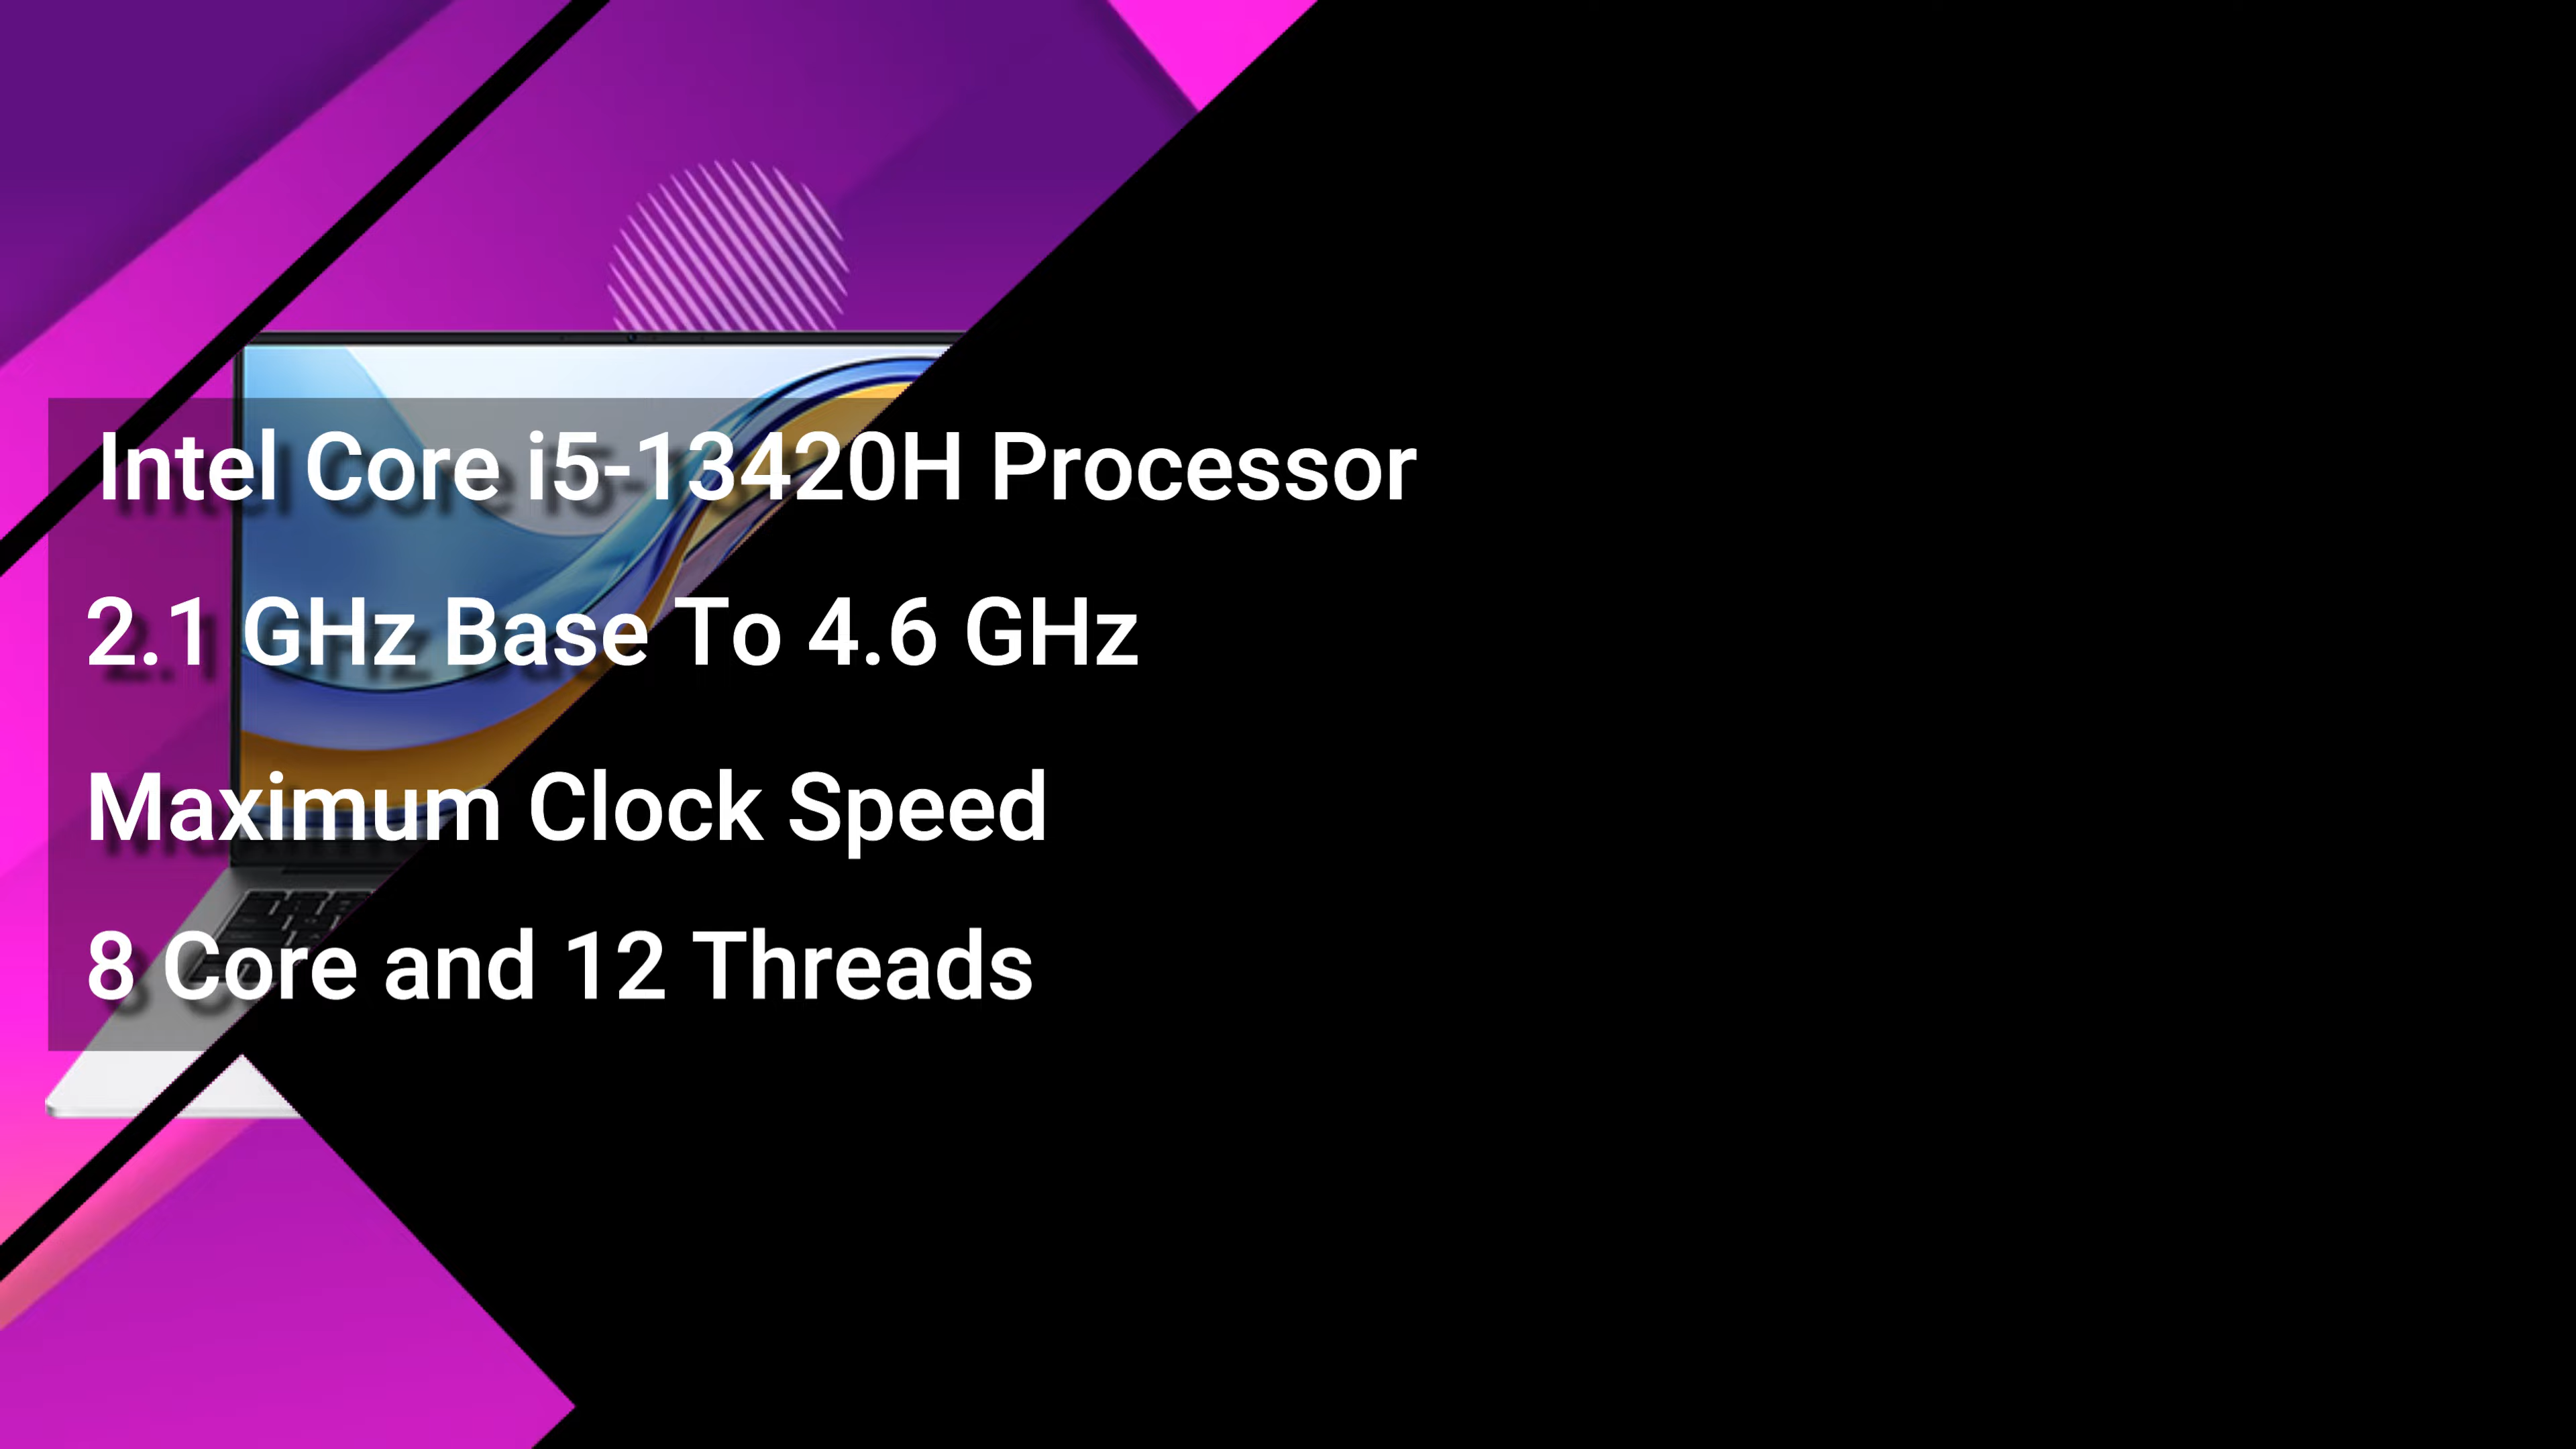 Intel Core i5-13420H Processor
2.1 GHz Base To 4.6 GHz
Maximum Clock Speed
8 Core and 12 Threads